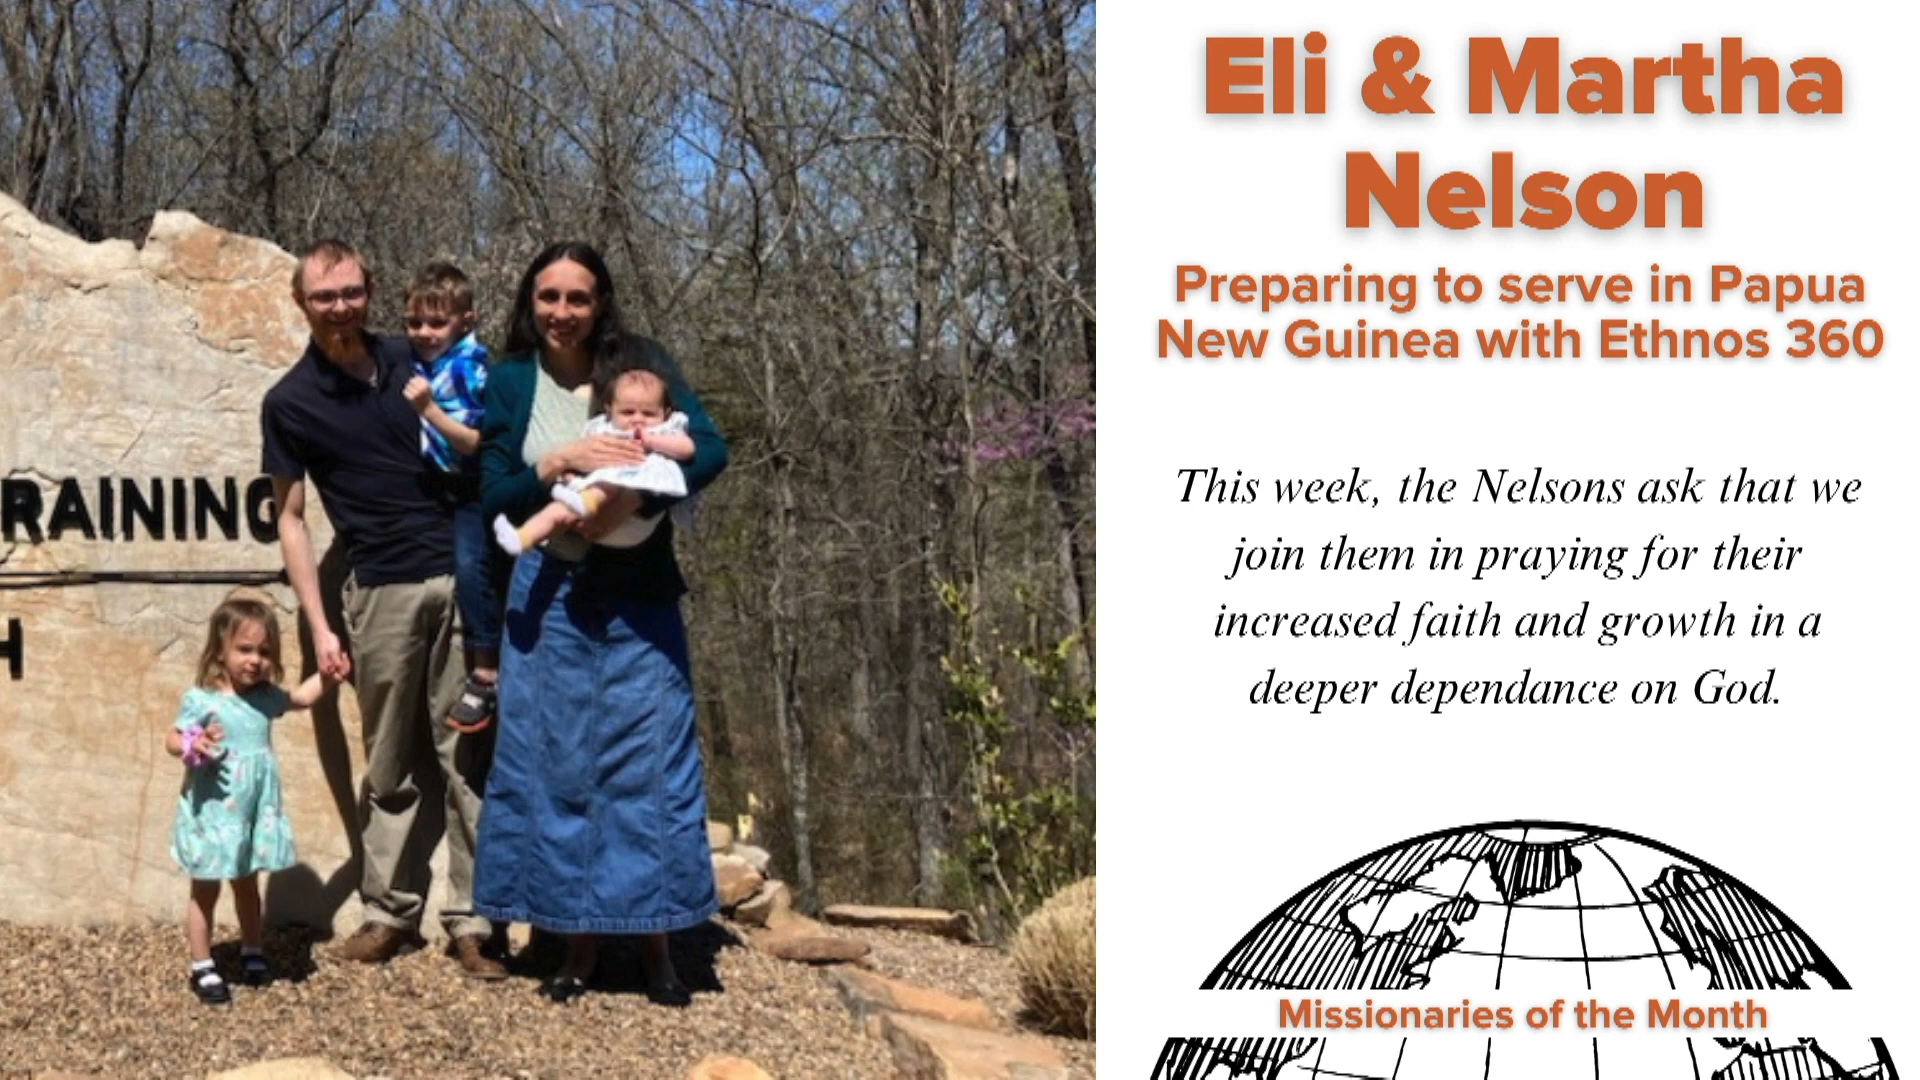 RAINING
H
Eli & Martha
Nelson
Preparing to serve in Papua
New Guinea with Ethnos 360
This week, the Nelsons ask that we
join them in praying for their
increased faith and growth in a
deeper dependance on God.
Missionaries of the Month